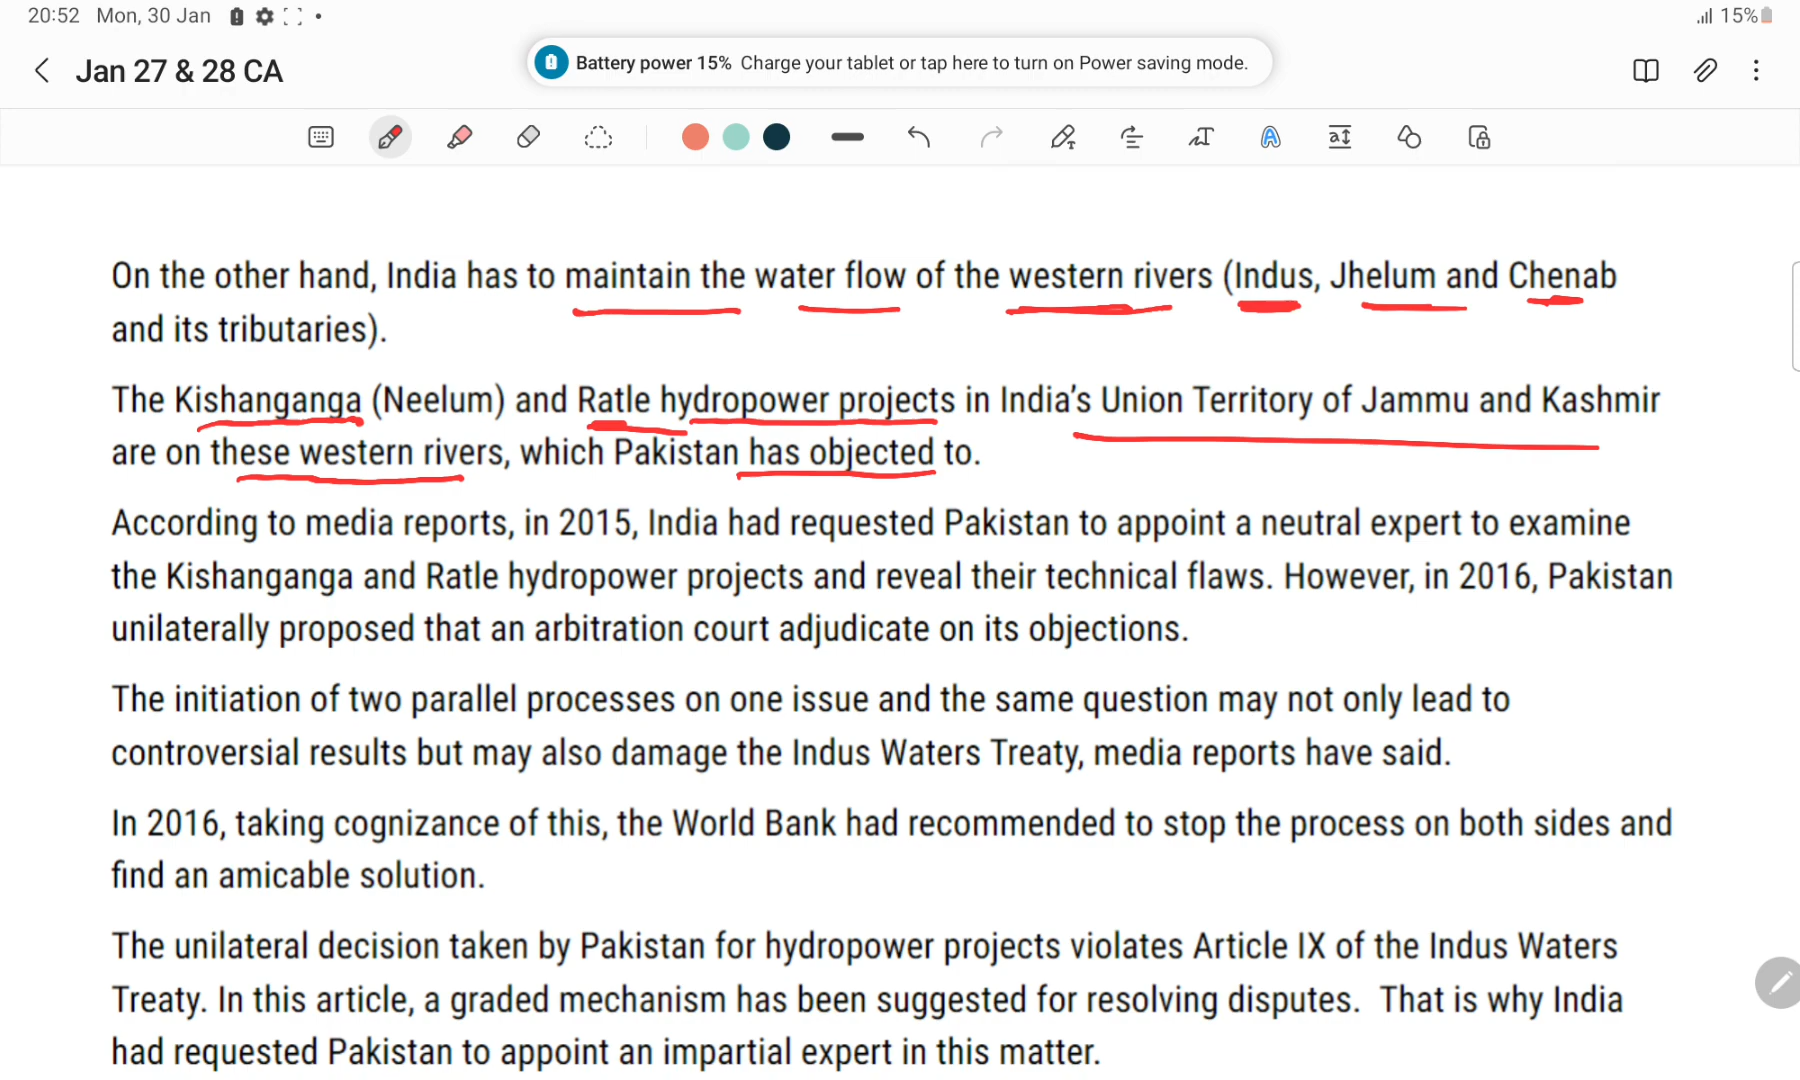 20:52 Mon, 30 Jan
15%
Jan 27 & 28 CA
Battery power 15% Charge your tablet or tap here to turn on Power saving mode.
On the other hand, India has to maintain the water flow of the western rivers (Indus, Jhelum and Chenab
and its tributaries).
The Kishanganga (Neelum) and Ratle hydropower projects in India's Union Territory of Jammu and Kashmir
are on these western rivers, which Pakistan has objected to.
According to media reports, in 2015, India had requested Pakistan to appoint a neutral expert to examine
the Kishanganga and Ratle hydropower projects and reveal their technical flaws. However, in 2016, Pakistan
unilaterally proposed that an arbitration court adjudicate on its objections.
The initiation of two parallel processes on one issue and the same question may not only lead to
controversial results but may also damage the Indus Waters Treaty, media reports have said.
In 2016, taking cognizance of this, the World Bank had recommended to stop the process on both sides and
find an amicable solution.
The unilateral decision taken by Pakistan for hydropower projects violates Article IX of the Indus Waters
Treaty. In this article, a graded mechanism has been suggested for resolving disputes.  That is why India
had requested Pakistan to appoint an impartial expert in this matter.